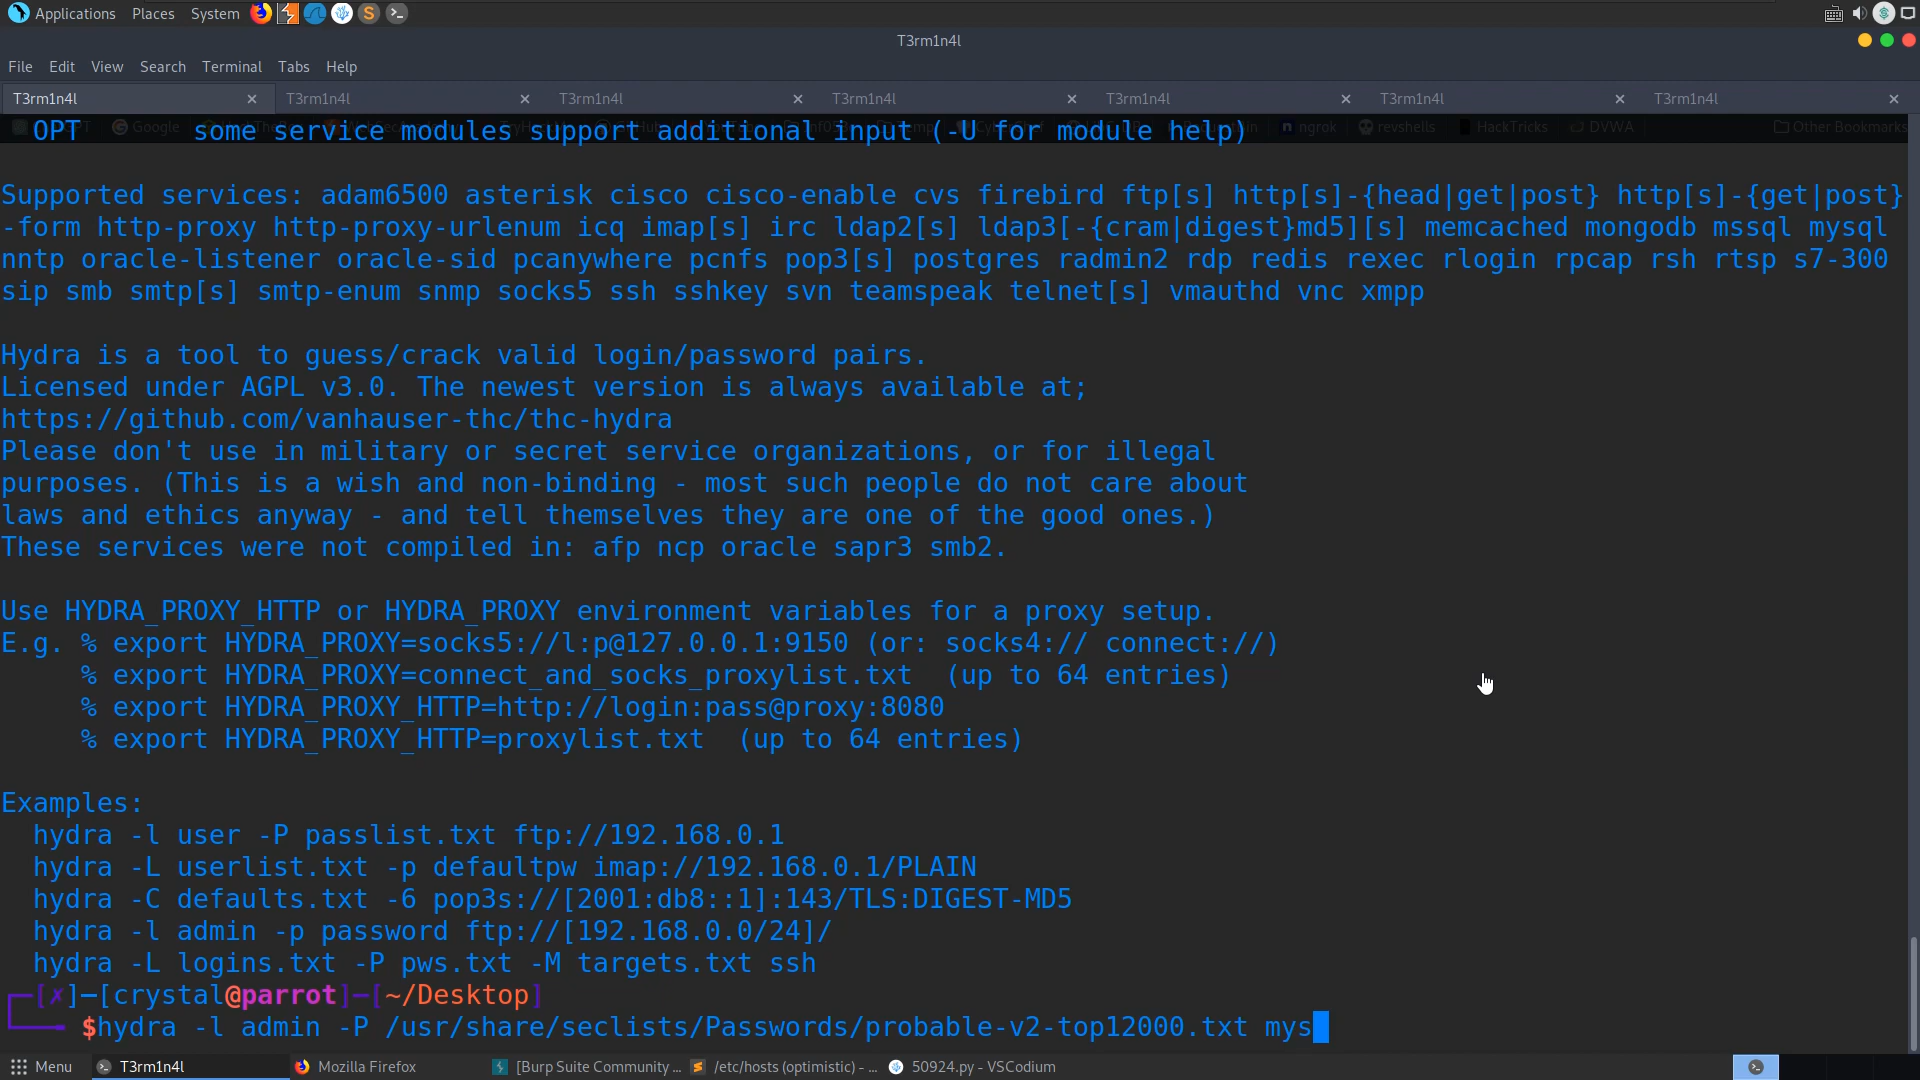 Applications Places System
T3rm1n4l
File Edit View Search Terminal Tabs Help
T3rm1n4l T3rm1n4l T3rm1n4l T3rm1n4l T3rm1n4l T3rm1n4l T3rm1n4l
Google ngrok revshells HackTricks DVWA Other Bookmarks
OPT some service modules support additional input (-U for module help)
Supported services: adam6500 asterisk cisco cisco-enable cvs firebird ftp[s] http[s]-{head|get|post} http[s]-{get|post}
-form http-proxy http-proxy-urlenum icq imap[s] irc ldap2[s] ldap3[-{cram|digest}md5][s] memcached mongodb mssql mysql
nntp oracle-listener oracle-sid pcanywhere pcnfs pop3[s] postgres radmin2 rdp redis rexec rlogin rpcap rsh rtsp s7-300
sip smb smtp[s] smtp-enum snmp socks5 ssh sshkey svn teamspeak telnet[s] vmauthd vnc xmpp
Hydra is a tool to guess/crack valid login/password pairs.
Licensed under AGPL v3.0. The newest version is always available at;
https://github.com/vanhauser-thc/thc-hydra
Please don't use in military or secret service organizations, or for illegal
purposes. (This is a wish and non-binding - most such people do not care about
laws and ethics anyway - and tell themselves they are one of the good ones.)
These services were not compiled in: afp ncp oracle sapr3 smb2.
Use HYDRA_PROXY_HTTP or HYDRA_PROXY environment variables for a proxy setup.
E.g. % export HYDRA_PROXY=socks5://l:p@127.0.0.1:9150 (or: socks4:// connect://)
% export HYDRA_PROXY=connect_and_socks_proxylist.txt (up to 64 entries)
% export HYDRA_PROXY_HTTP=http://login:pass@proxy:8080
% export HYDRA_PROXY_HTTP=proxylist.txt (up to 64 entries)
Examples:
hydra -l user -P passlist.txt ftp://192.168.0.1
hydra -L userlist.txt -p defaultpw imap://192.168.0.1/PLAIN
hydra -C defaults.txt -6 pop3s://[2001:db8::1]:143/TLS:DIGEST-MD5
hydra -l admin -p password ftp://[192.168.0.0/24]/
hydra -L logins.txt -P pws.txt -M targets.txt ssh
┌─[✗]─[crystal@parrot]─[~/Desktop]
└──╼ $hydra -l admin -P /usr/share/seclists/Passwords/probable-v2-top12000.txt mys
Menu T3rm1n4l Mozilla Firefox [Burp Suite Community ... /etc/hosts (optimistic) - ... 50924.py - VSCodium